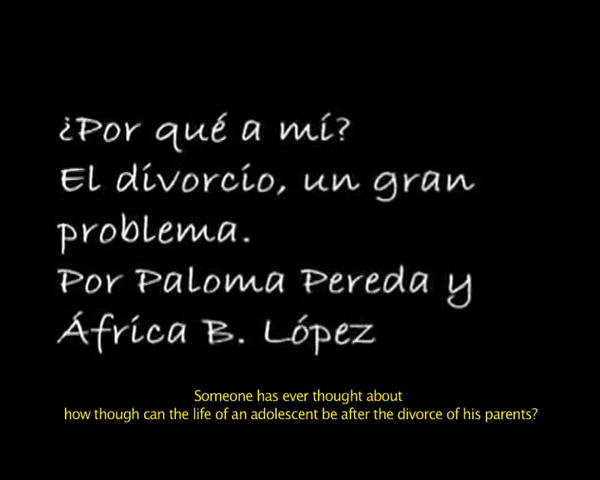 ¿Por qué a mí?
El divorcio, un gran
problema.
Por Paloma Pereda y
África B. López
Someone has ever thought about
how though can the life of an adolescent be after the divorce of his parents?